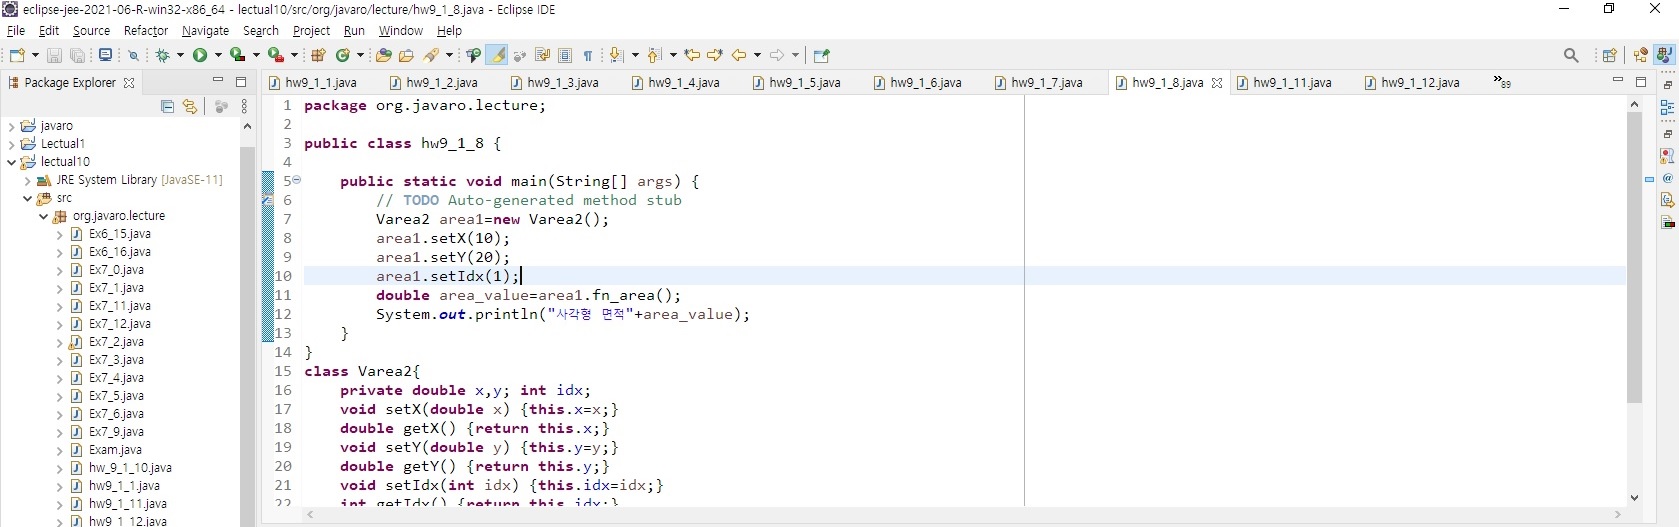 eclipse-jee-2021-06-R-win32-x86_64 - lectual10/src/org/javaro/lecture/hw9_1_8.java - Eclipse IDE
File Edit Source Refactor Navigate Search Project Run Window Help
Package Explorer
hw9_1_1.java hw9_1_2.java hw9_1_3.java hw9_1_4.java hw9_1_5.java hw9_1_6.java hw9_1_7.java hw9_1_8.java hw9_1_11.java hw9_1_12.java »89
javaro
Lectual1
lectual10
JRE System Library [JavaSE-11]
src
org.javaro.lecture
Ex6_15.java
Ex6_16.java
Ex7_0.java
Ex7_1.java
Ex7_11.java
Ex7_12.java
Ex7_2.java
Ex7_3.java
Ex7_4.java
Ex7_5.java
Ex7_6.java
Ex7_9.java
Exam.java
hw_9_1_10.java
hw9_1_1.java
hw9_1_11.java
hw9_1_12.java
1 package org.javaro.lecture;
2
3 public class hw9_1_8 {
4
5 public static void main(String[] args) {
6 // TODO Auto-generated method stub
7 Varea2 area1=new Varea2();
8 area1.setX(10);
9 area1.setY(20);
10 area1.setIdx(1);
11 double area_value=area1.fn_area();
12 System.out.println("사각형 면적"+area_value);
13 }
14 }
15 class Varea2{
16 private double x,y; int idx;
17 void setX(double x) {this.x=x;}
18 double getX() {return this.x;}
19 void setY(double y) {this.y=y;}
20 double getY() {return this.y;}
21 void setIdx(int idx) {this.idx=idx;}
22 int getIdx() {return this.idx;}